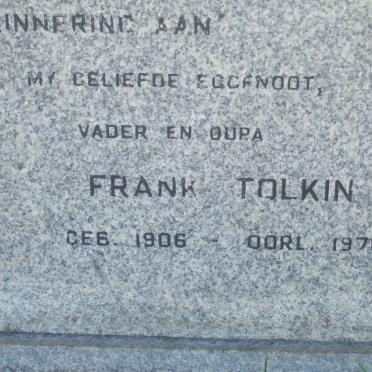 INNERING AAN
MY GELIEFDE EGGENOOT,
VADER EN OUPA
FRANK TOLKIN
GEB. 1906 - OORL. 197